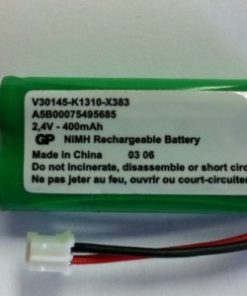 V30145-K1310-X383
A5B00075495685
2,4V - 400mAh
GP NiMH Rechargeable Battery
Made in China 03 06
Do not incinerate, disassemble or short circ
Ne pas jeter au feu, ouvrir ou court-circuiter